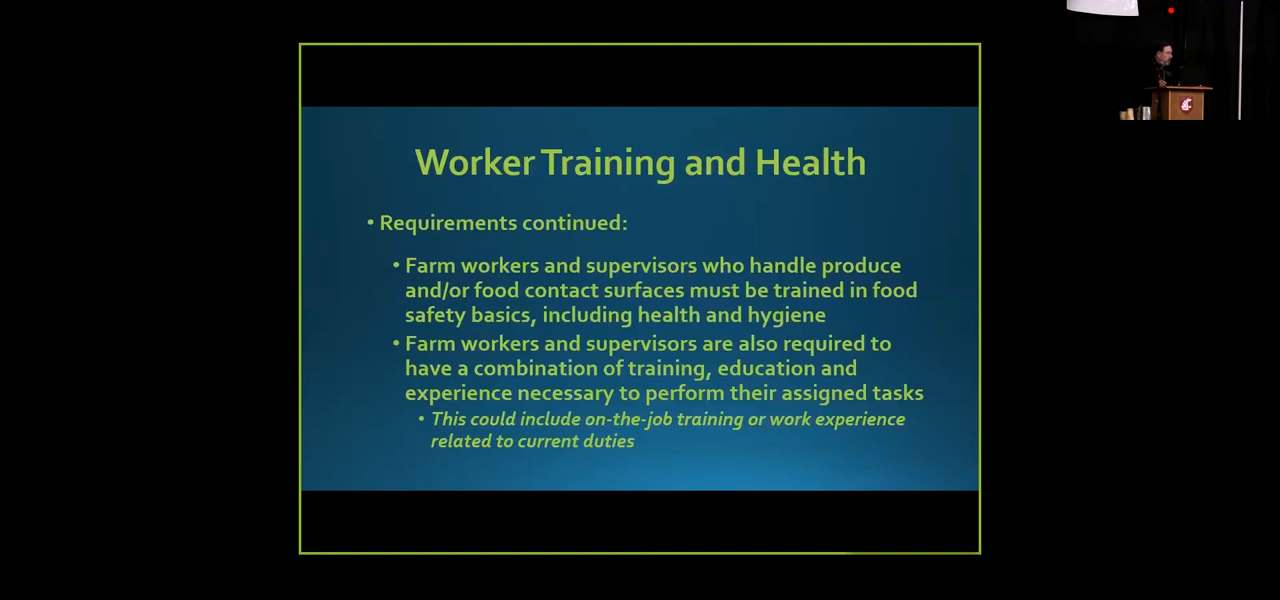 Worker Training and Health
• Requirements continued:
• Farm workers and supervisors who handle produce
and/or food contact surfaces must be trained in food
safety basics, including health and hygiene
• Farm workers and supervisors are also required to
have a combination of training, education and
experience necessary to perform their assigned tasks
• This could include on-the-job training or work experience
related to current duties